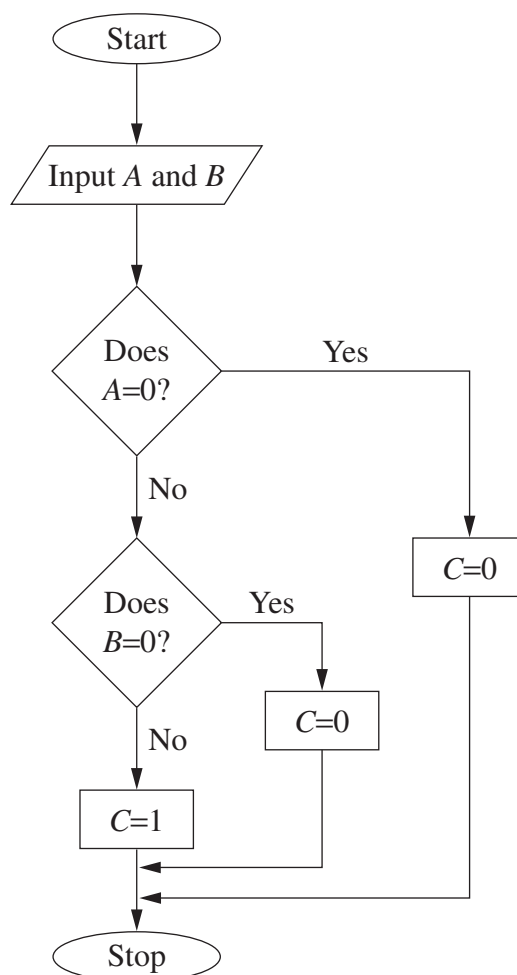 Start
Input A and B
Does
A=0?
Yes
No
C=0
Does
B=0?
Yes
C=0
No
C=1
Stop